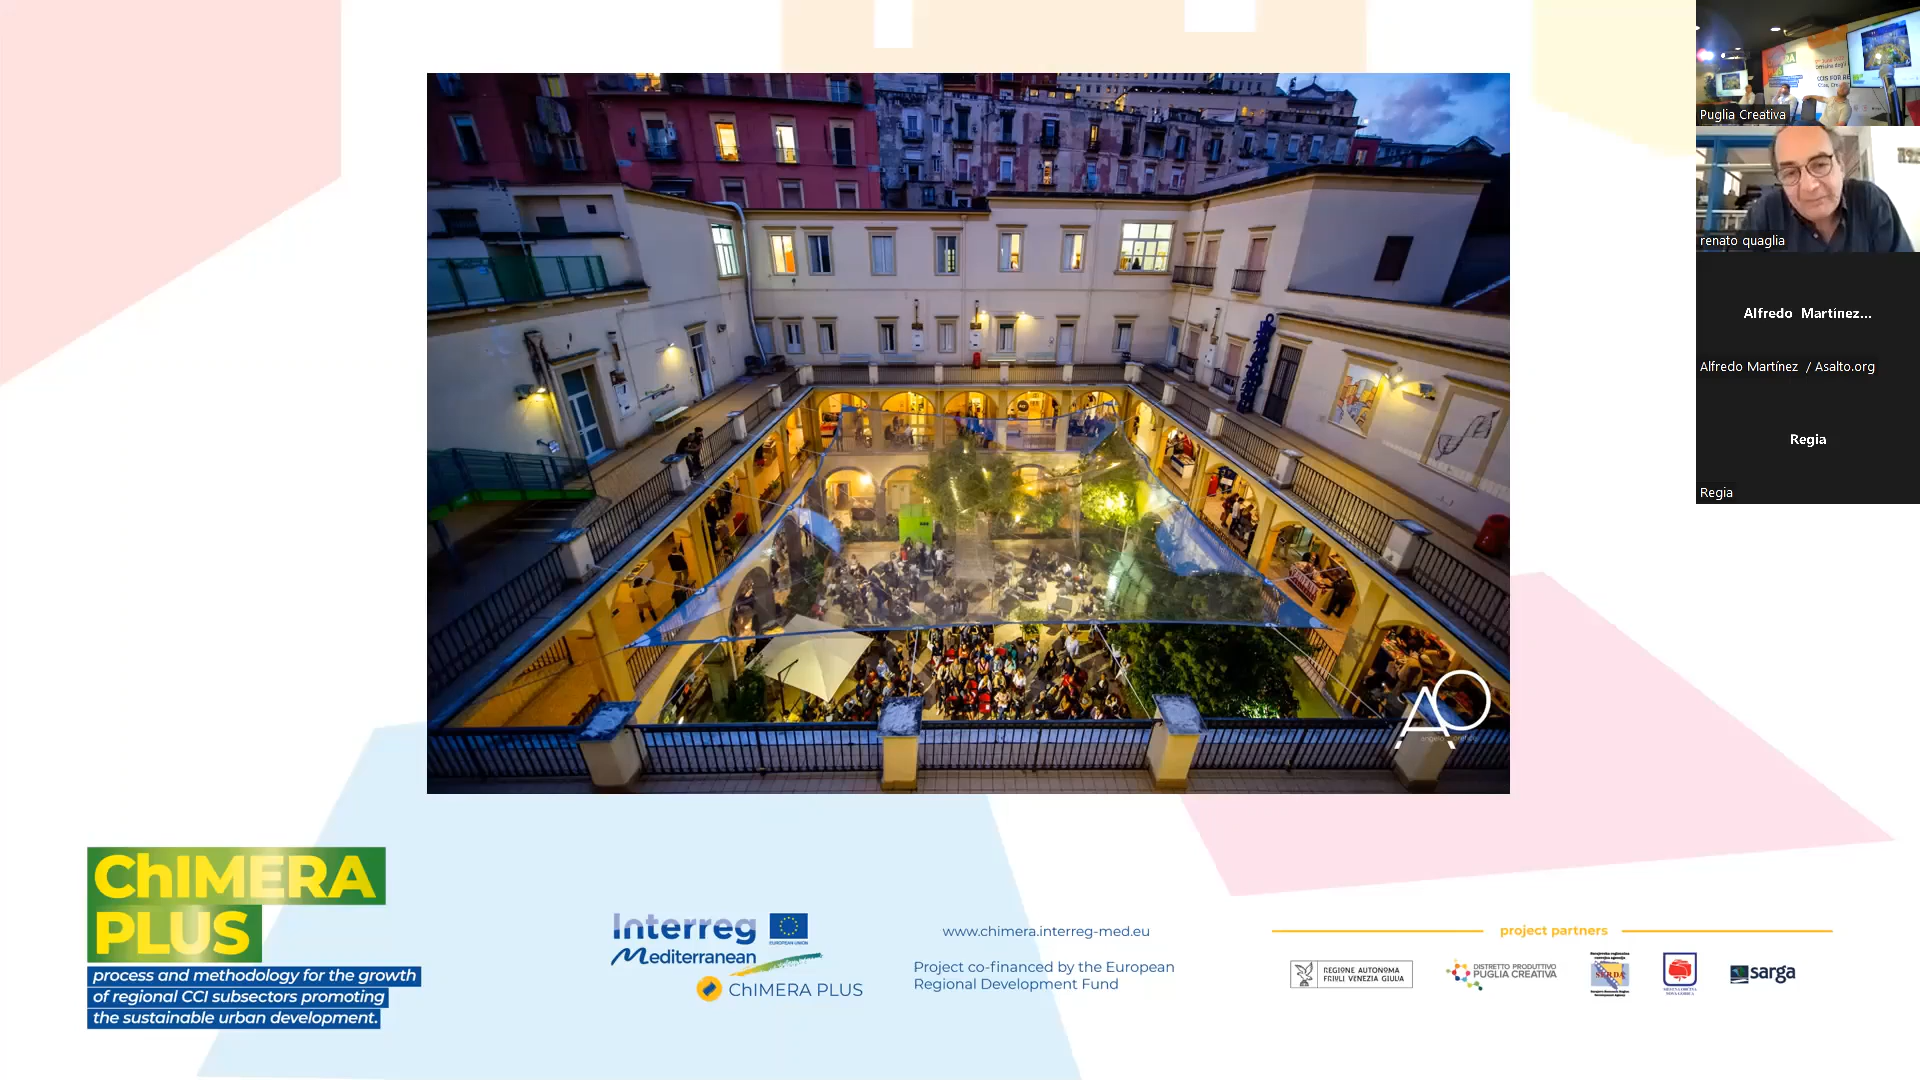 Puglia Creativa
renato quaglia
Alfredo Martínez...
Alfredo Martínez / Asalto.org
Regia
Regia
ChIMERA
PLUS
process and methodology for the growth
of regional CCI subsectors promoting
the sustainable urban development.
Interreg
EUROPEAN UNION
Mediterranean
ChIMERA PLUS
www.chimera.interreg-med.eu
Project co-financed by the European
Regional Development Fund
project partners
REGIONE AUTONOMA
FRIULI VENEZIA GIULIA
DISTRETTO PRODUTTIVO
PUGLIA CREATIVA
SERDA
sarga